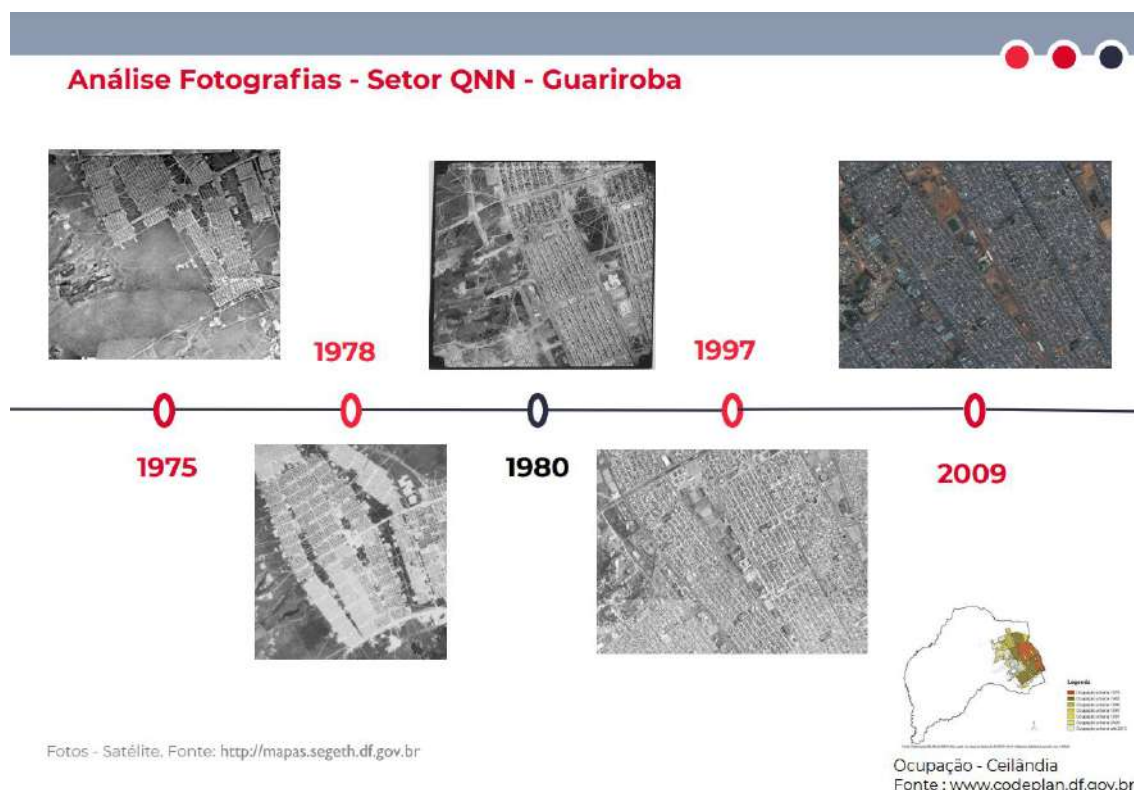 Análise Fotografias - Setor QNN - Guariroba
1978
1997
1975
1980
2009
Legenda
Fotos - Satélite. Fonte: http://mapas.segeth.df.gov.br
Ocupação - Ceilândia
Fonte : www.codeplan.df.gov.br